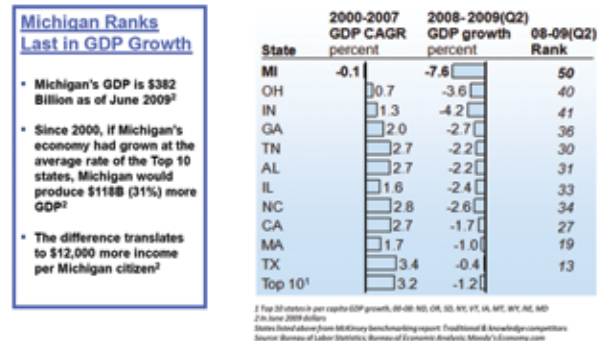 Michigan Ranks
Last in GDP Growth
• Michigan's GDP is $382
Billion as of June 2009²
• Since 2000, if Michigan's
economy had grown at the
average rate of the Top 10
states, Michigan would
produce $118B (31%) more
GDP²
• The difference translates
to $12,000 more income
per Michigan citizen²
2000-2007 2008- 2009(Q2)
GDP CAGR GDP growth 08-09(Q2)
State percent percent Rank
MI -0.1 -7.6 50
OH 0.7 -3.6 40
IN 1.3 -4.2 41
GA 2.0 -2.7 36
TN 2.7 -2.2 30
AL 2.7 -2.2 31
IL 1.6 -2.4 33
NC 2.8 -2.6 34
CA 2.7 -1.7 27
MA 1.7 -1.0 19
TX 3.4 -0.4 13
Top 10¹ 3.2 -1.2
1 Top 10 states in per capita GDP growth, 00-08: ND, OR, SD, NY, VT, IA, MT, WY, NE, MD
2 In June 2009 dollars
States listed above from McKinsey benchmarking report: Traditional & knowledge competitors
Source: Bureau of Labor Statistics; Bureau of Economic Analysis; Moody's Economy.com